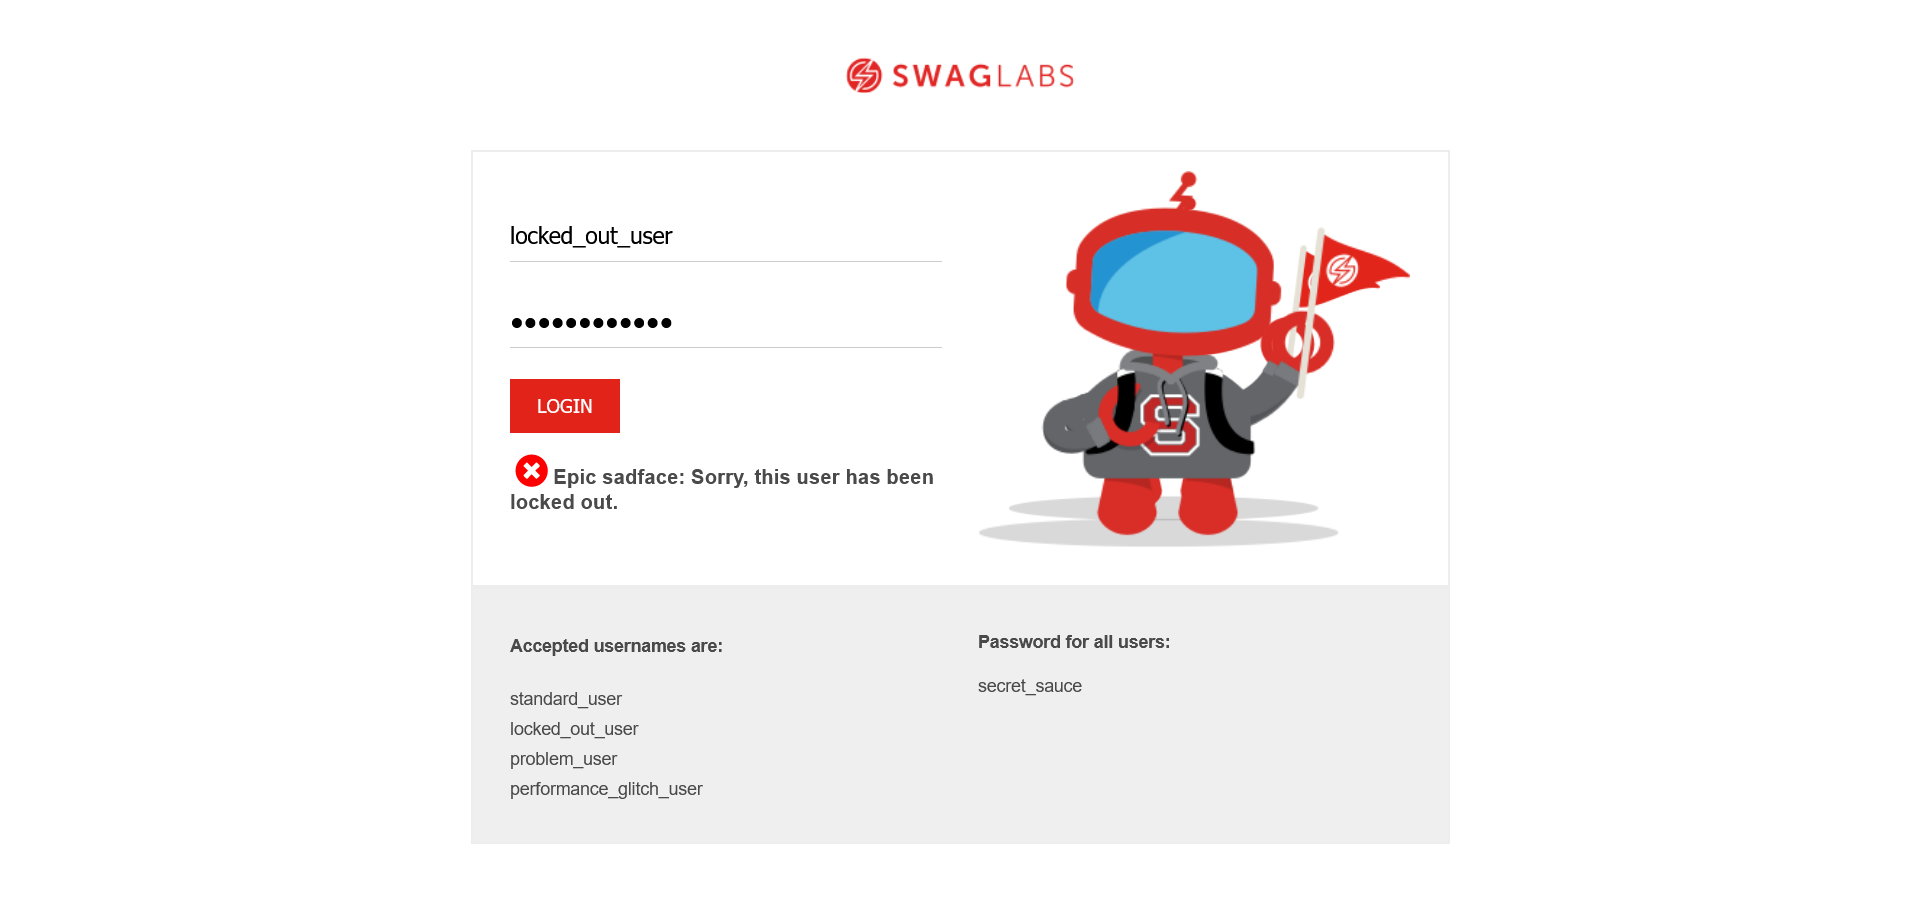 SWAGLABS
locked_out_user
••••••••••••
LOGIN
Epic sadface: Sorry, this user has been
locked out.
S
Accepted usernames are:
standard_user
locked_out_user
problem_user
performance_glitch_user
Password for all users:
secret_sauce